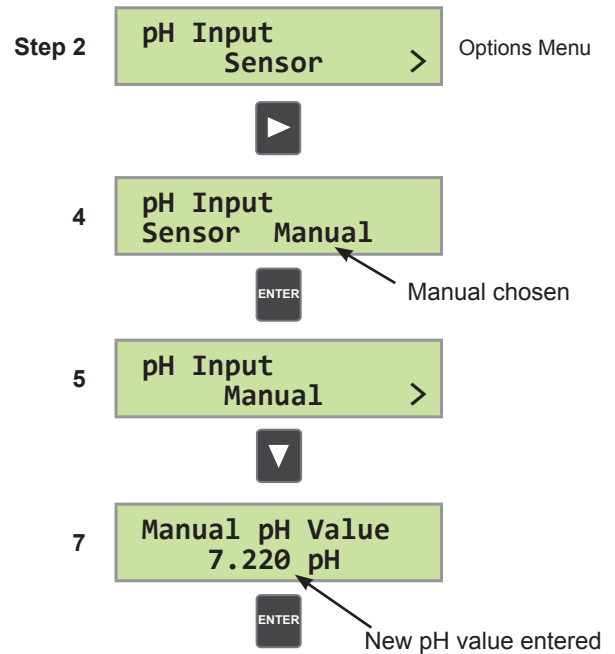 Step 2
pH Input
Sensor >
Options Menu
4
pH Input
Sensor Manual
ENTER
Manual chosen
5
pH Input
Manual >
7
Manual pH Value
7.220 pH
ENTER
New pH value entered